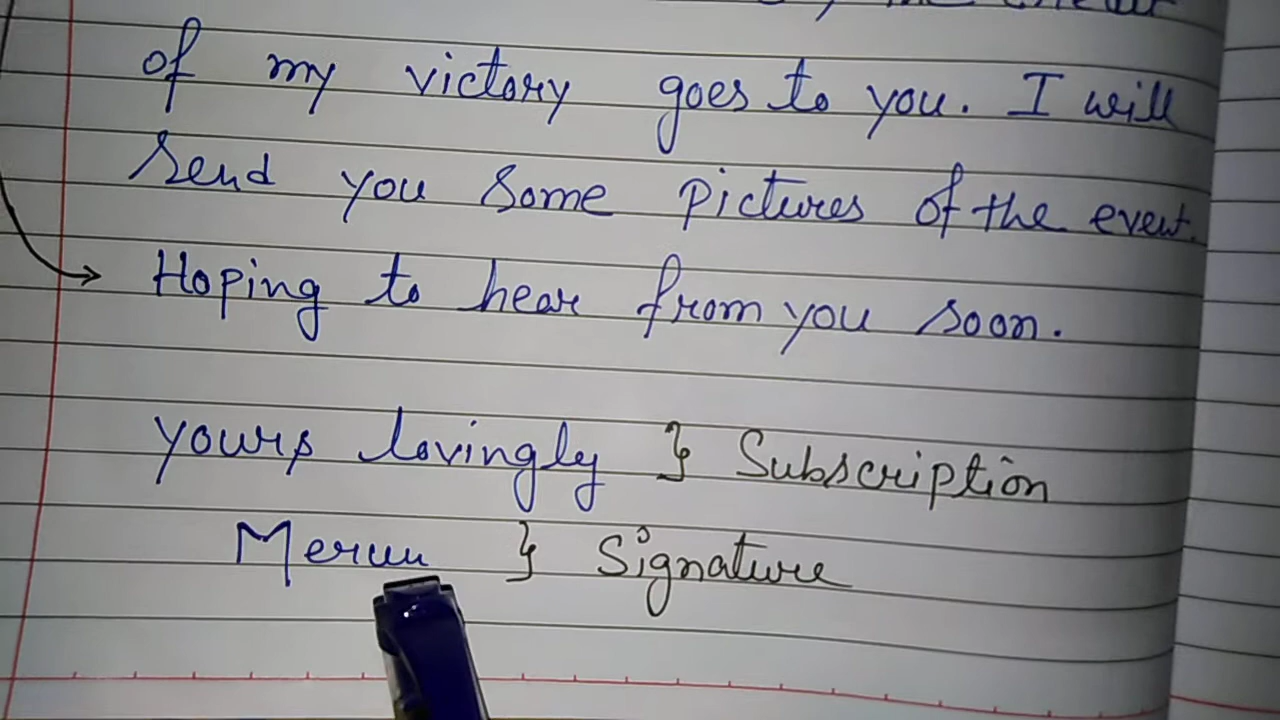 of my victory goes to you. I will
send you some pictures of the event.
Hoping to hear from you soon.
yours lovingly } Subscription
} Signature